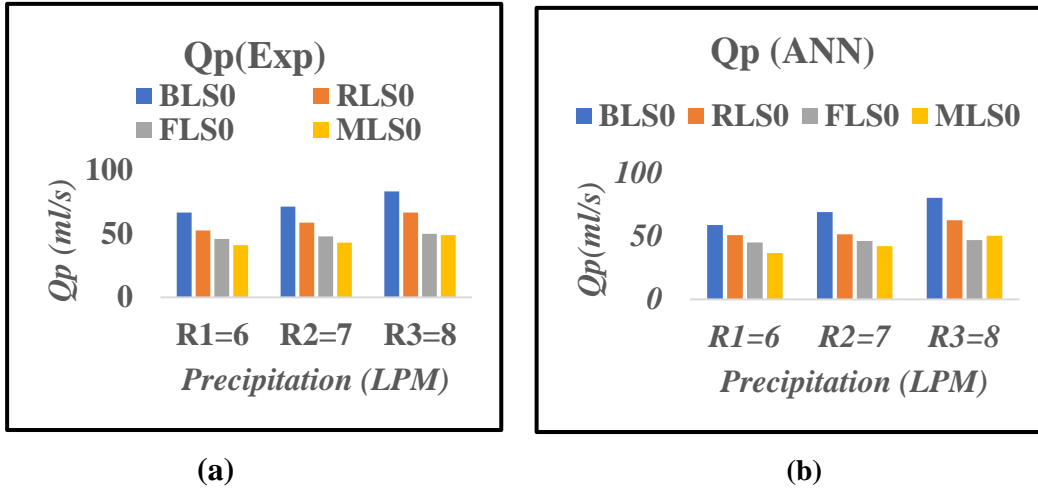 Qp(Exp)
BLS0 RLS0
FLS0 MLS0
100
50
0
Qp (ml/s)
R1=6 R2=7 R3=8
Precipitation (LPM)
(a)
Qp (ANN)
BLS0 RLS0 FLS0 MLS0
100
50
0
Qp(ml/s)
R1=6 R2=7 R3=8
Precipitation (LPM)
(b)